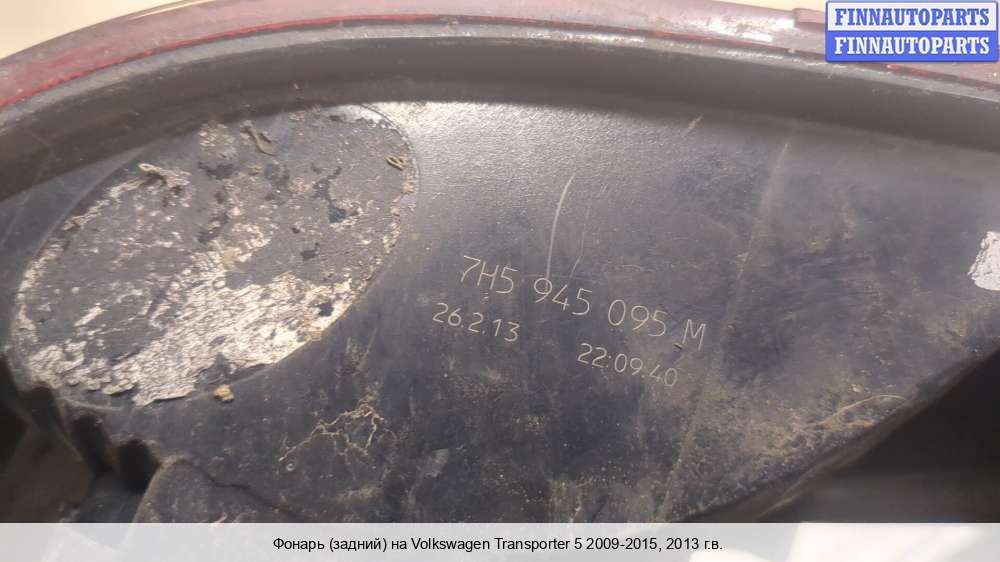 FINNAUTOPARTS
FINNAUTOPARTS
7H5 945 095 M
26.2.13 22:09:40
Фонарь (задний) на Volkswagen Transporter 5 2009-2015, 2013 г.в.